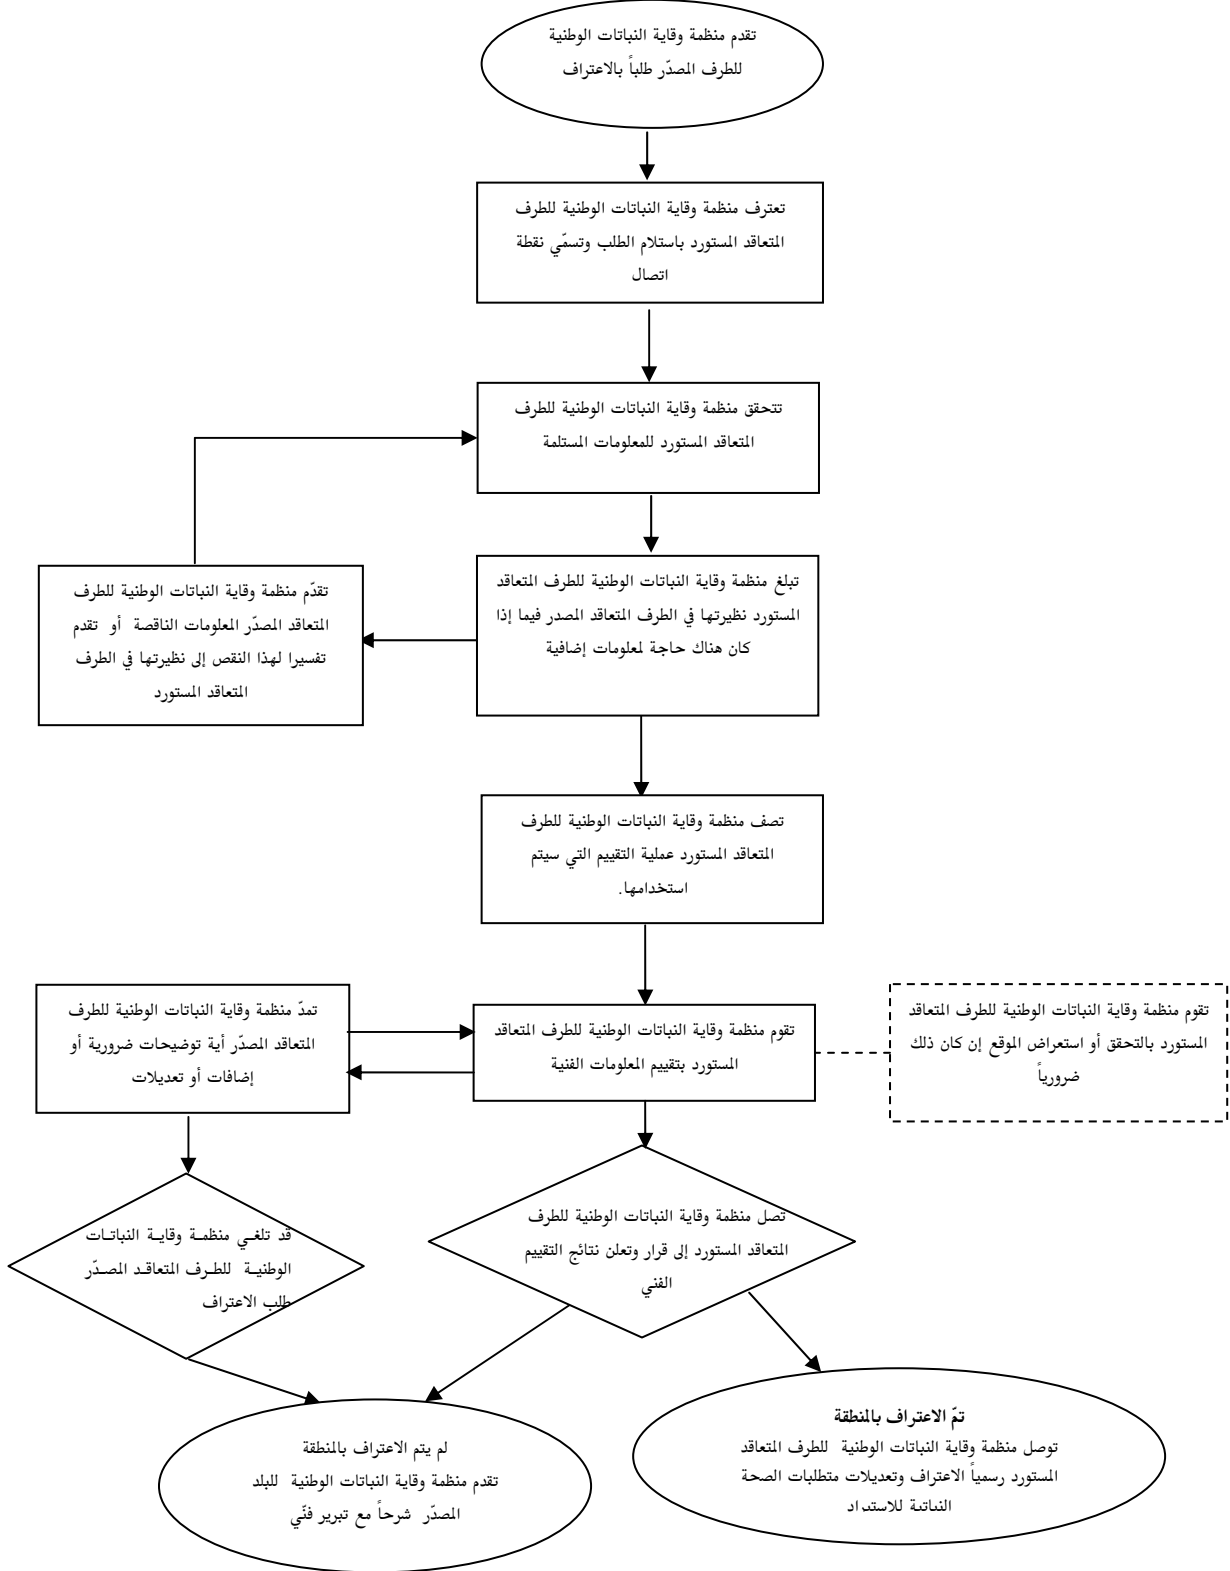 تقدم منظمة وقاية النباتات الوطنية
للطرف المصدّر طلباً بالاعتراف
تعترف منظمة وقاية النباتات الوطنية للطرف
المتعاقد المستورد باستلام الطلب وتسمّي نقطة
اتصال
تتحقق منظمة وقاية النباتات الوطنية للطرف
المتعاقد المستورد للمعلومات المستلمة
تبلغ منظمة وقاية النباتات الوطنية للطرف المتعاقد
المستورد نظيرتها في الطرف المتعاقد المصدر فيما إذا
كان هناك حاجة لمعلومات إضافية
تقدّم منظمة وقاية النباتات الوطنية للطرف
المتعاقد المصدّر المعلومات الناقصة أو تقدم
تفسيرا لهذا النقص إلى نظيرتها في الطرف
المتعاقد المستورد
تصف منظمة وقاية النباتات الوطنية للطرف
المتعاقد المستورد عملية التقييم التي سيتم
استخدامها.
تقوم منظمة وقاية النباتات الوطنية للطرف المتعاقد
المستورد بالتحقق أو استعراض الموقع إن كان ذلك
ضرورياً
تقوم منظمة وقاية النباتات الوطنية للطرف المتعاقد
المستورد بتقييم المعلومات الفنية
تمدّ منظمة وقاية النباتات الوطنية للطرف
المتعاقد المصدّر أية توضيحات ضرورية أو
إضافات أو تعديلات
تصل منظمة وقاية النباتات الوطنية للطرف
المتعاقد المستورد إلى قرار وتعلن نتائج التقييم
الفني
قد تلغـي منظمـة وقايـة النباتـات
الوطنيـة للطـرف المتعاقـد المصـدّر
طلب الاعتراف
تمّ الاعتراف بالمنطقة
توصل منظمة وقاية النباتات الوطنية للطرف المتعاقد
المستورد رسمياً الاعتراف وتعديلات متطلبات الصحة
النباتية للاستيراد
لم يتم الاعتراف بالمنطقة
تقدم منظمة وقاية النباتات الوطنية للبلد
المصدّر شرحاً مع تبرير فنّي